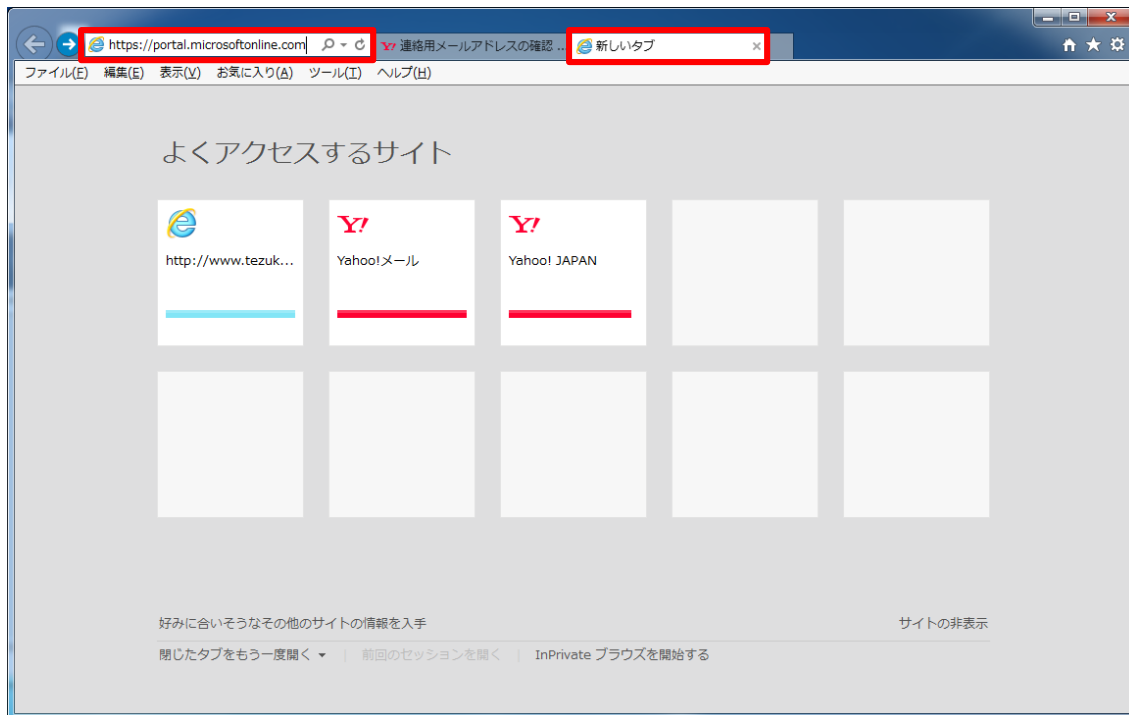 https://portal.microsoftonline.com
連絡用メールアドレスの確認 ...
新しいタブ
ファイル(F) 編集(E) 表示(V) お気に入り(A) ツール(T) ヘルプ(H)
よくアクセスするサイト
http://www.tezuk...
Y!
Yahoo!メール
Y!
Yahoo! JAPAN
好みに合いそうなその他のサイトの情報を入手
サイトの非表示
閉じたタブをもう一度開く | 前回のセッションを開く | InPrivate ブラウズを開始する